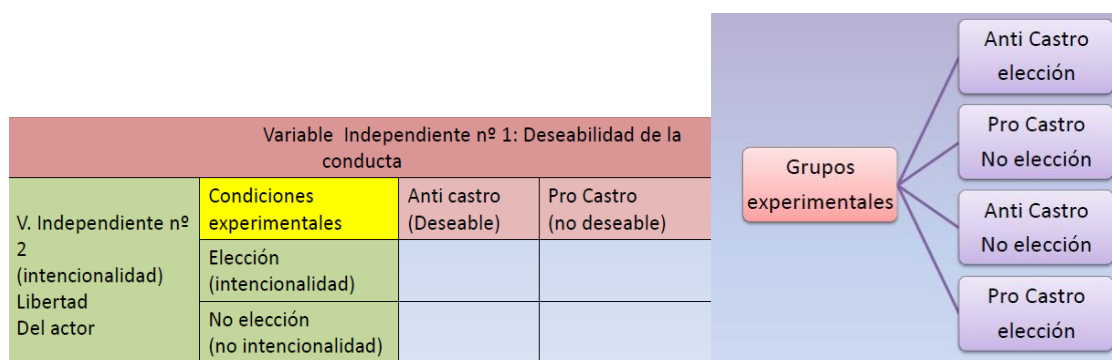 Variable Independiente nº 1: Deseabilidad de la
conducta
V. Independiente nº
2
(intencionalidad)
Libertad
Del actor
Condiciones
experimentales
Anti castro
(Deseable)
Pro Castro
(no deseable)
Elección
(intencionalidad)
No elección
(no intencionalidad)
Grupos
experimentales
Anti Castro
elección
Pro Castro
No elección
Anti Castro
No elección
Pro Castro
elección